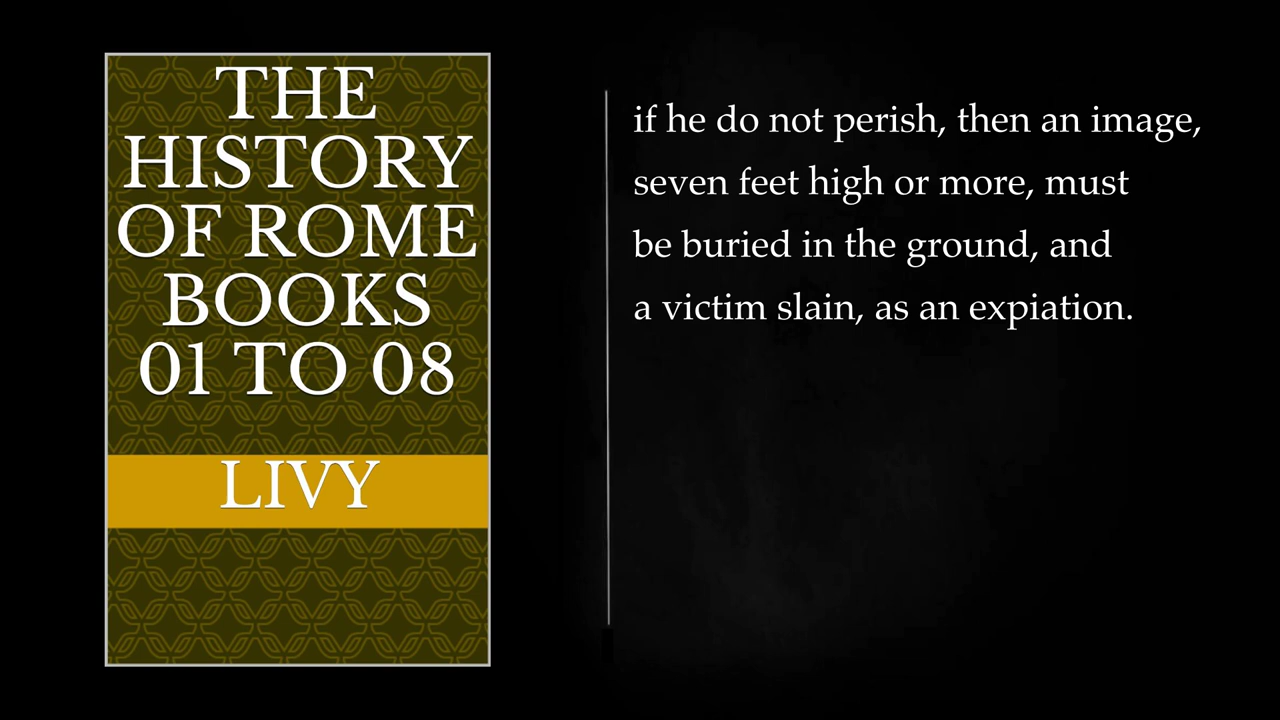 THE
HISTORY
OF ROME
BOOKS
01 TO 08
LIVY
if he do not perish, then an image,
seven feet high or more, must
be buried in the ground, and
a victim slain, as an expiation.